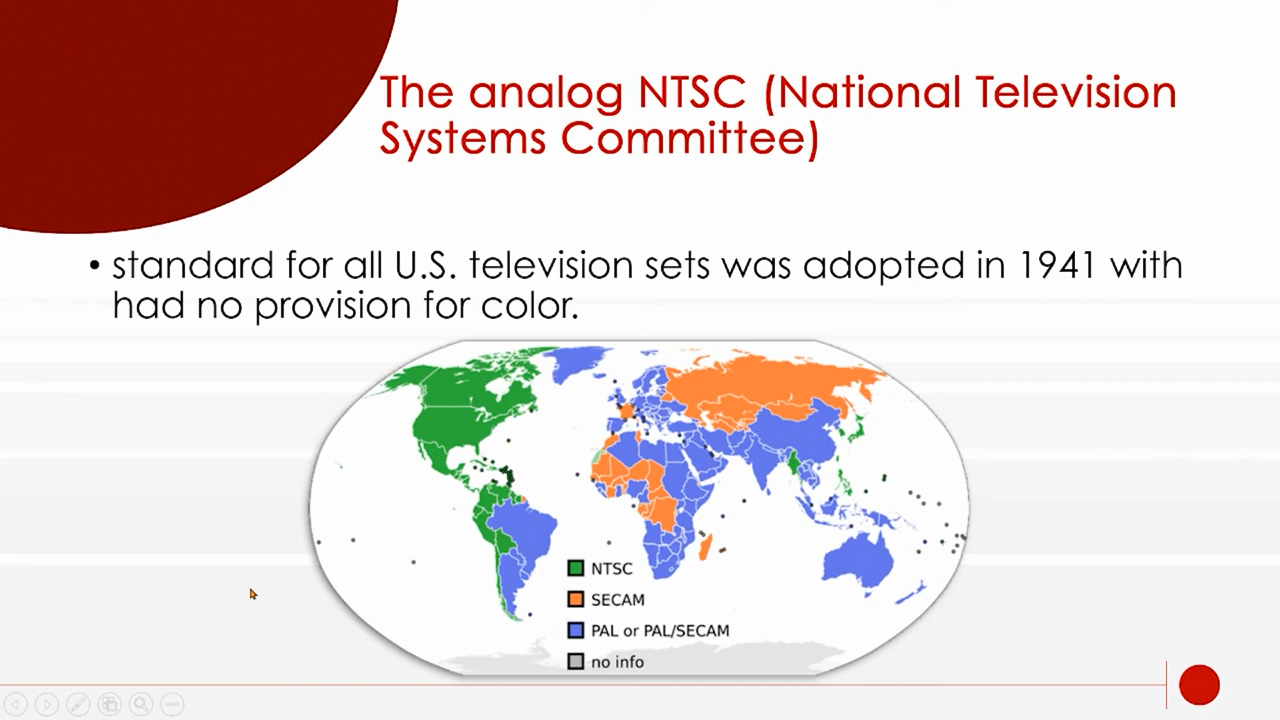 The analog NTSC (National Television
Systems Committee)
• standard for all U.S. television sets was adopted in 1941 with
had no provision for color.
NTSC
SECAM
PAL or PAL/SECAM
no info